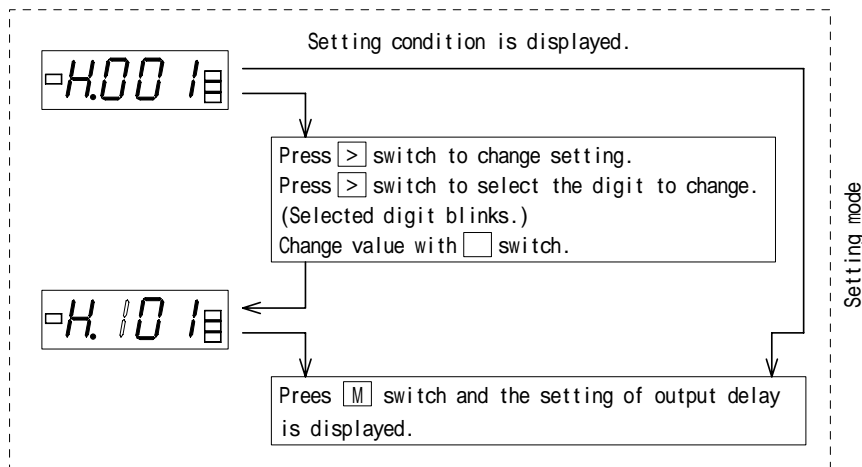 Setting condition is displayed.
-H.001
Press > switch to change setting.
Press > switch to select the digit to change.
(Selected digit blinks.)
Change value with switch.
-H.101
Prees M switch and the setting of output delay
is displayed.
Setting mode